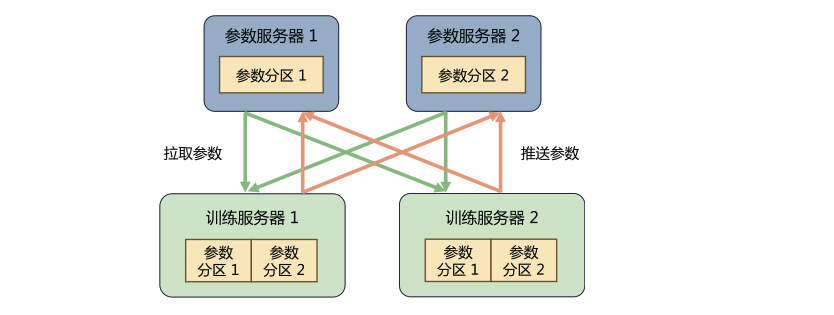 参数服务器 1
参数服务器 2
参数分区 1
参数分区 2
拉取参数
推送参数
训练服务器 1
训练服务器 2
参数
分区 1
参数
分区 2
参数
分区 1
参数
分区 2